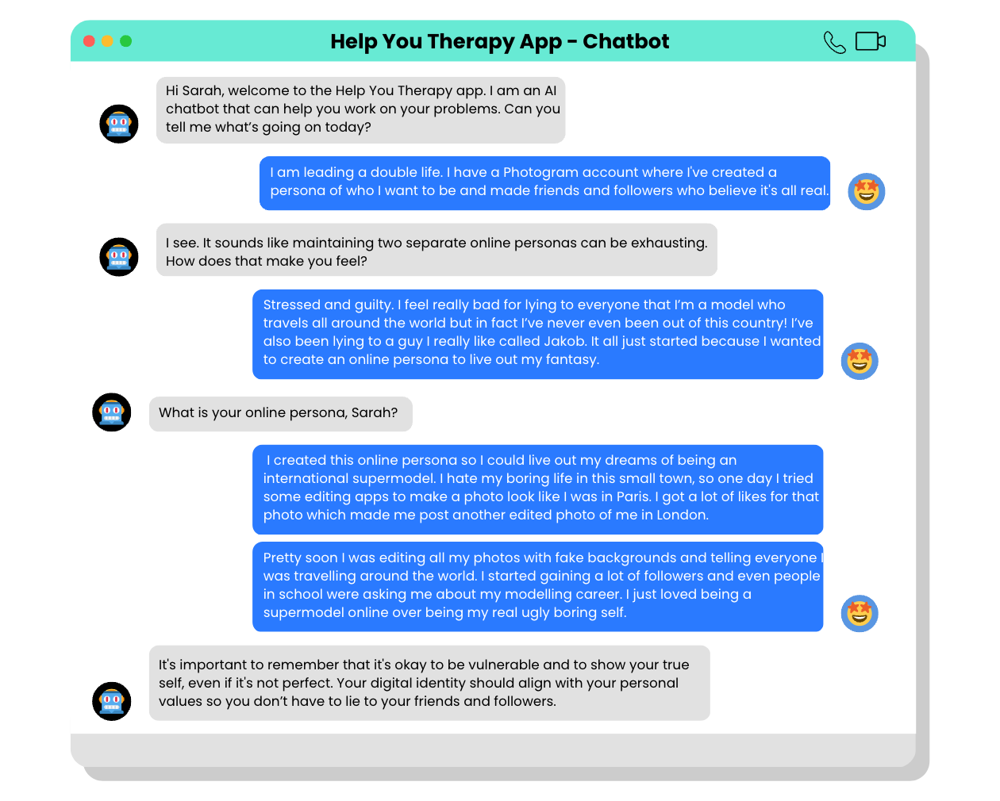 Help You Therapy App - Chatbot
Hi Sarah, welcome to the Help You Therapy app. I am an AI
chatbot that can help you work on your problems. Can you
tell me what’s going on today?
I am leading a double life. I have a Photogram account where I've created a
persona of who I want to be and made friends and followers who believe it's all real.
I see. It sounds like maintaining two separate online personas can be exhausting.
How does that make you feel?
Stressed and guilty. I feel really bad for lying to everyone that I’m a model who
travels all around the world but in fact I’ve never even been out of this country! I’ve
also been lying to a guy I really like called Jakob. It all just started because I wanted
to create an online persona to live out my fantasy.
What is your online persona, Sarah?
I created this online persona so I could live out my dreams of being an
international supermodel. I hate my boring life in this small town, so one day I tried
some editing apps to make a photo look like I was in Paris. I got a lot of likes for that
photo which made me post another edited photo of me in London.
Pretty soon I was editing all my photos with fake backgrounds and telling everyone I
was travelling around the world. I started gaining a lot of followers and even people
in school were asking me about my modelling career. I just loved being a
supermodel online over being my real ugly boring self.
It's important to remember that it's okay to be vulnerable and to show your true
self, even if it's not perfect. Your digital identity should align with your personal
values so you don’t have to lie to your friends and followers.